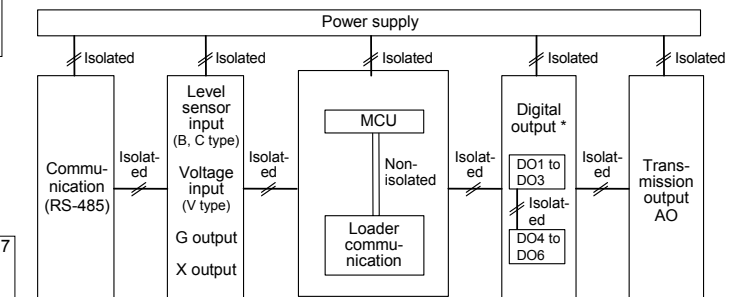 Power supply
Isolated
Isolated
Isolated
Isolated
Isolated
Commu-
nication
(RS-485)
Isolat-
ed
Level
sensor
input
(B, C type)
Voltage
input
(V type)
G output
X output
Isolat-
ed
MCU
Non-
isolated
Loader
commu-
nication
Isolat-
ed
Digital
output *
DO1 to
DO3
Isolat-
ed
DO4 to
DO6
Isolat-
ed
Trans-
mission
output
AO
7